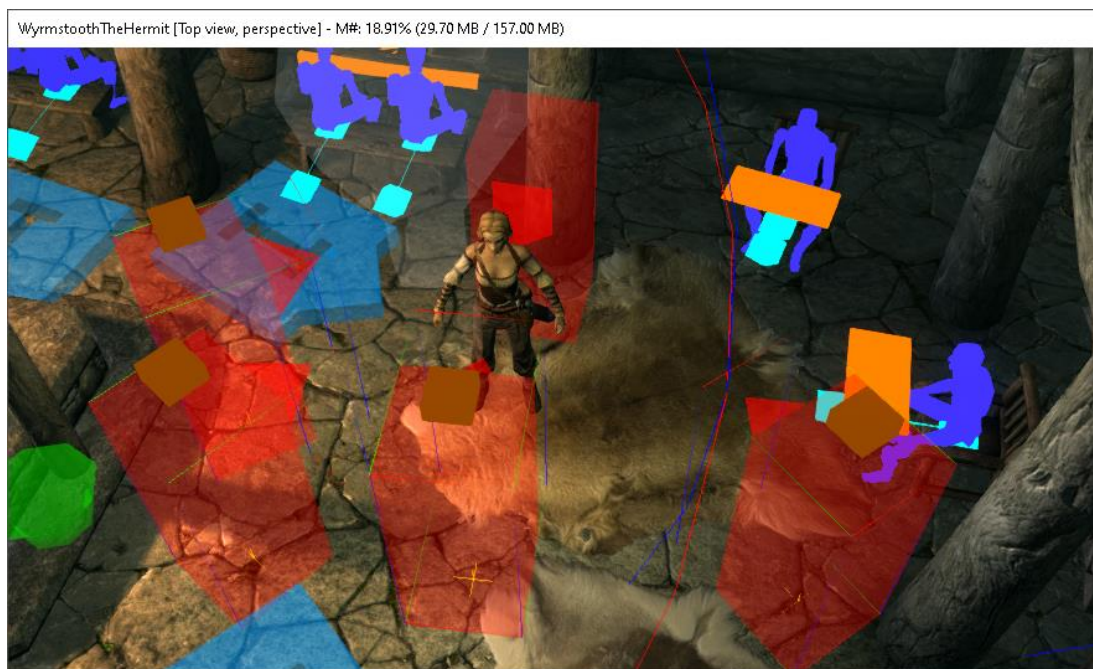 WyrmstoothTheHermit [Top view, perspective] - M#: 18.91% (29.70 MB / 157.00 MB)